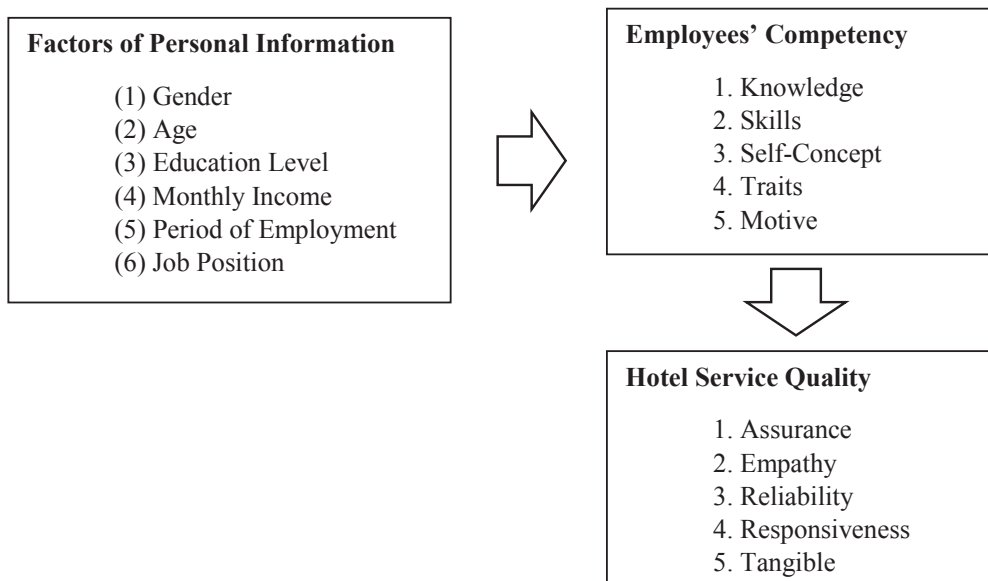 Factors of Personal Information
(1) Gender
(2) Age
(3) Education Level
(4) Monthly Income
(5) Period of Employment
(6) Job Position
Employees’ Competency
1. Knowledge
2. Skills
3. Self-Concept
4. Traits
5. Motive
Hotel Service Quality
1. Assurance
2. Empathy
3. Reliability
4. Responsiveness
5. Tangible